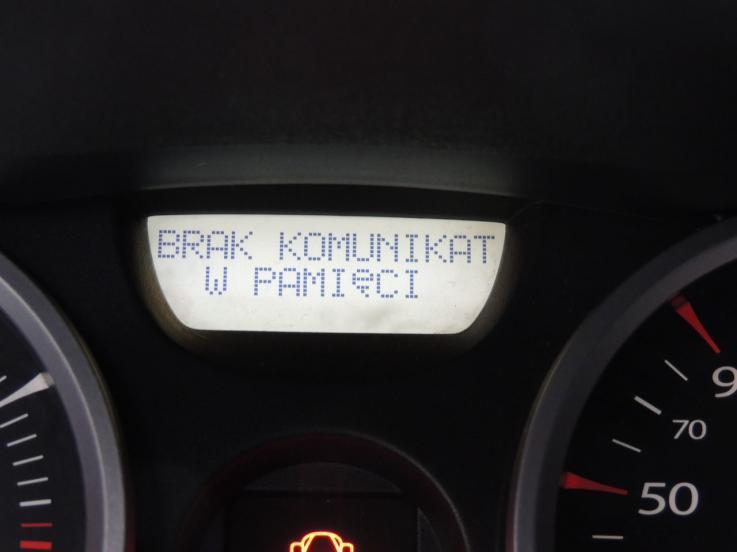 BRAK KOMUNIKAT
W PAMIĘCI
70
50